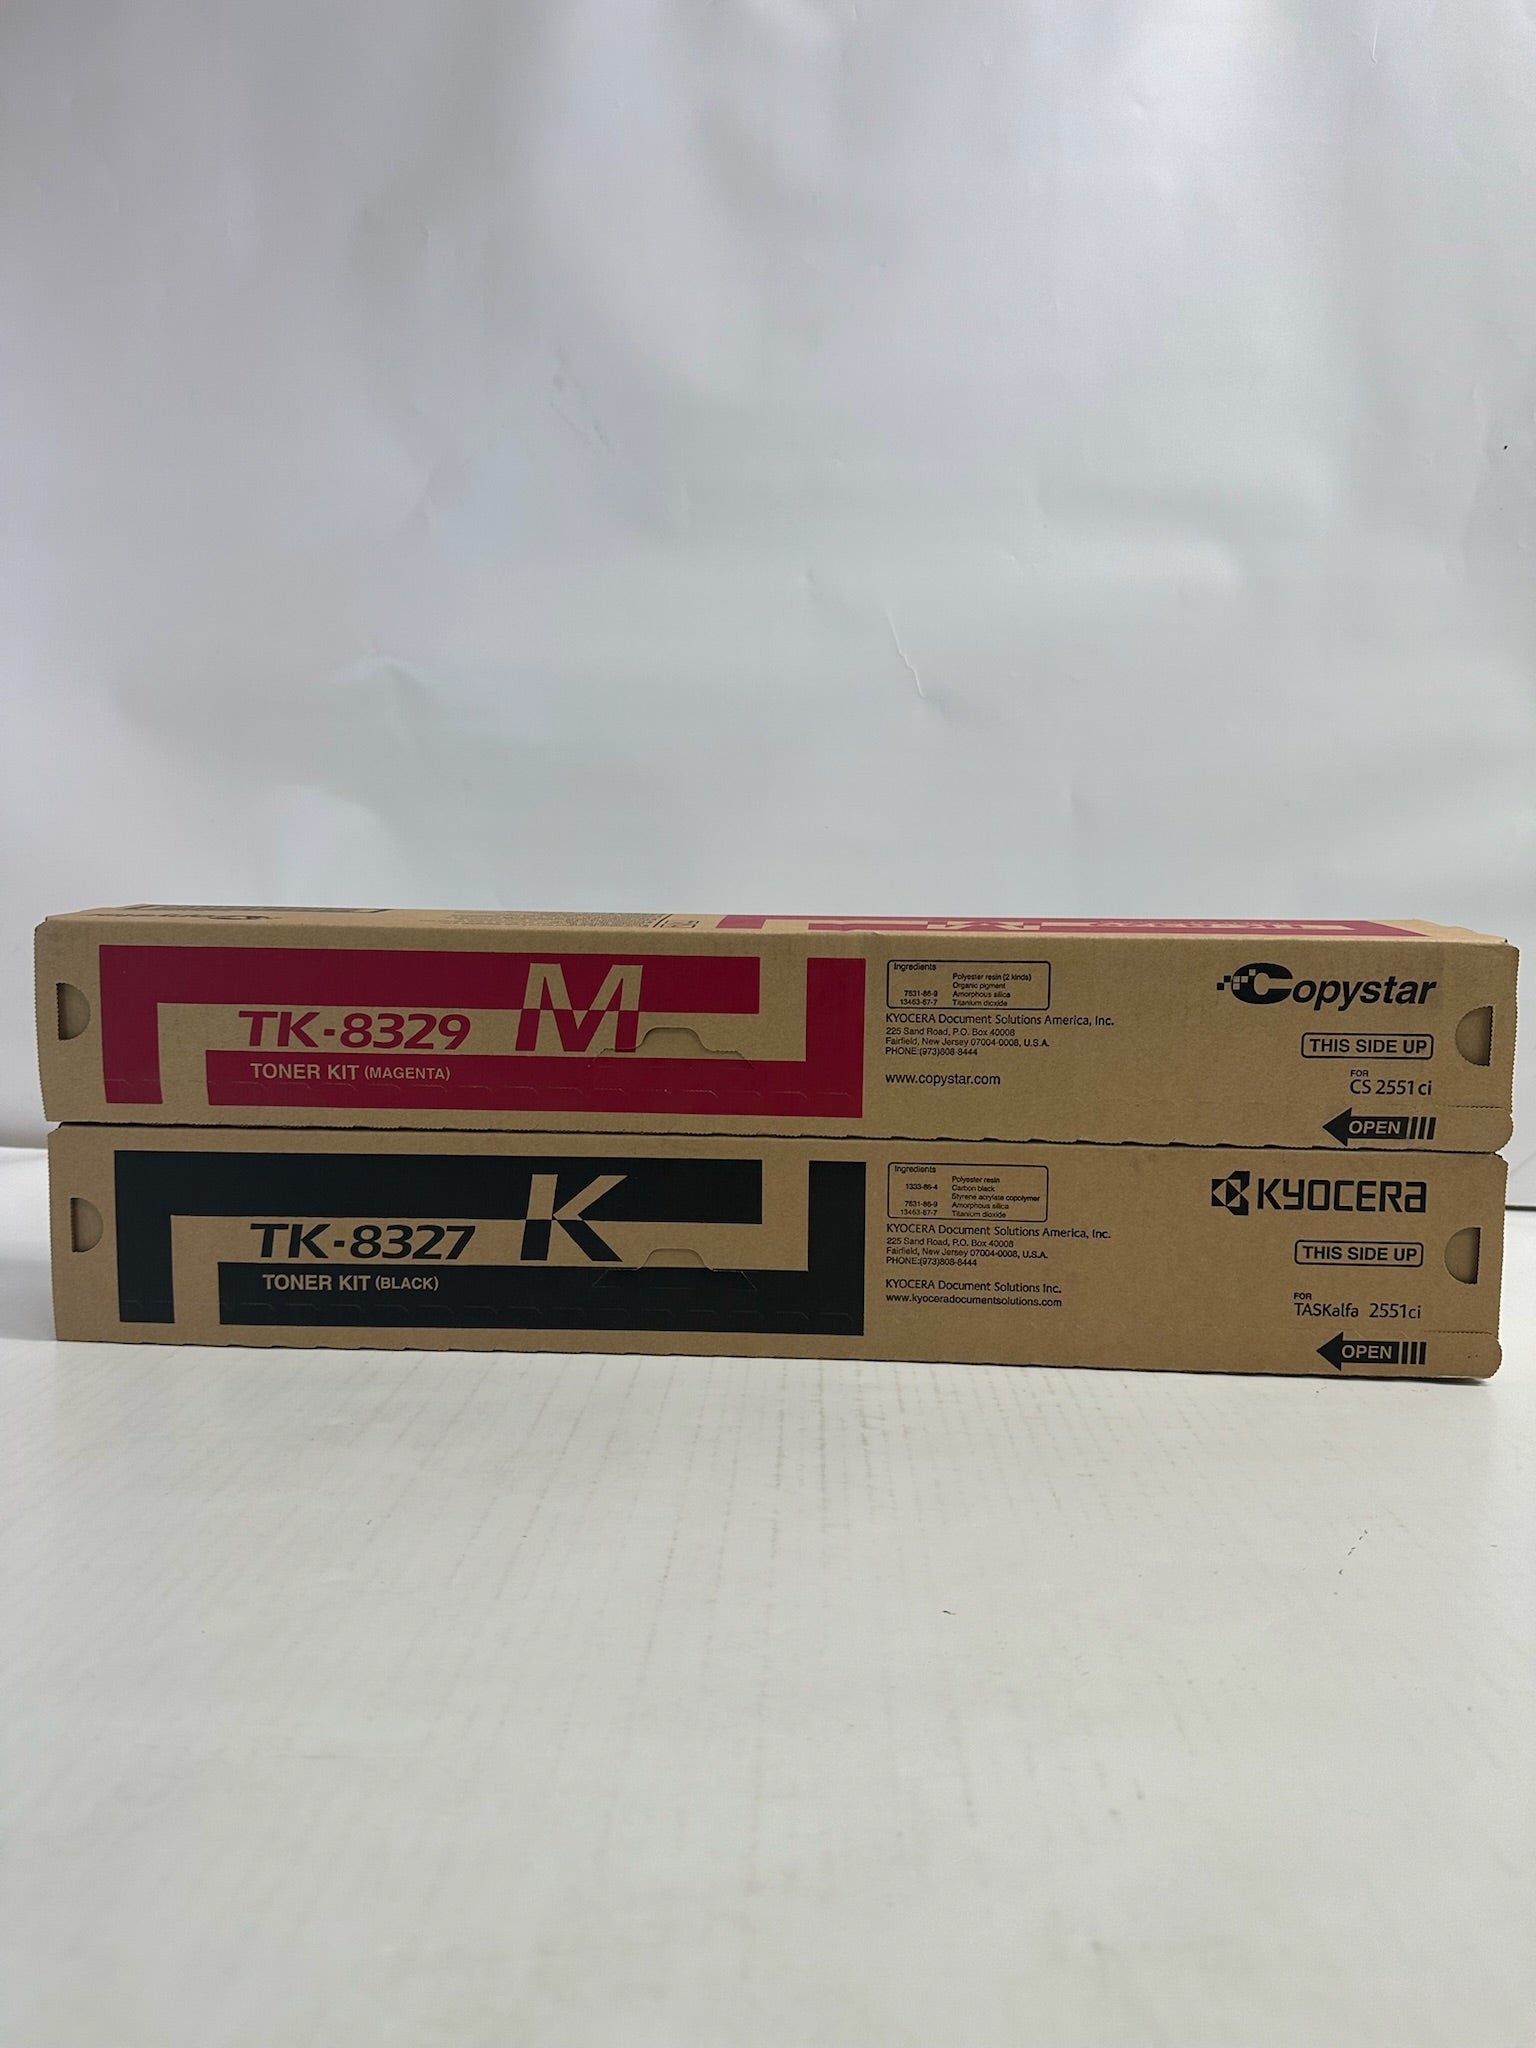 Copystar
M
TK-8329
TONER KIT (MAGENTA)
Ingredients
Polyester resin (2 kinds)
Organic pigment
7631-86-9 Amorphous silica
13463-67-7 Titanium dioxide
KYOCERA Document Solutions America, Inc.
225 Sand Road, P.O. Box 40008
Fairfield, New Jersey 07004-0008, U.S.A.
PHONE:(973)808-8444
www.copystar.com
Copystar
THIS SIDE UP
FOR
CS 2551ci
OPEN
K
TK-8327
TONER KIT (BLACK)
Ingredients
Polyester resin
1333-86-4 Carbon black
Styrene acrylate copolymer
7631-86-9 Amorphous silica
13463-67-7 Titanium dioxide
KYOCERA Document Solutions America, Inc.
225 Sand Road, P.O. Box 40008
Fairfield, New Jersey 07004-0008, U.S.A.
PHONE:(973)808-8444
KYOCERA Document Solutions Inc.
www.kyoceradocumentsolutions.com
KYOCERA
THIS SIDE UP
FOR
TASKalfa 2551ci
OPEN